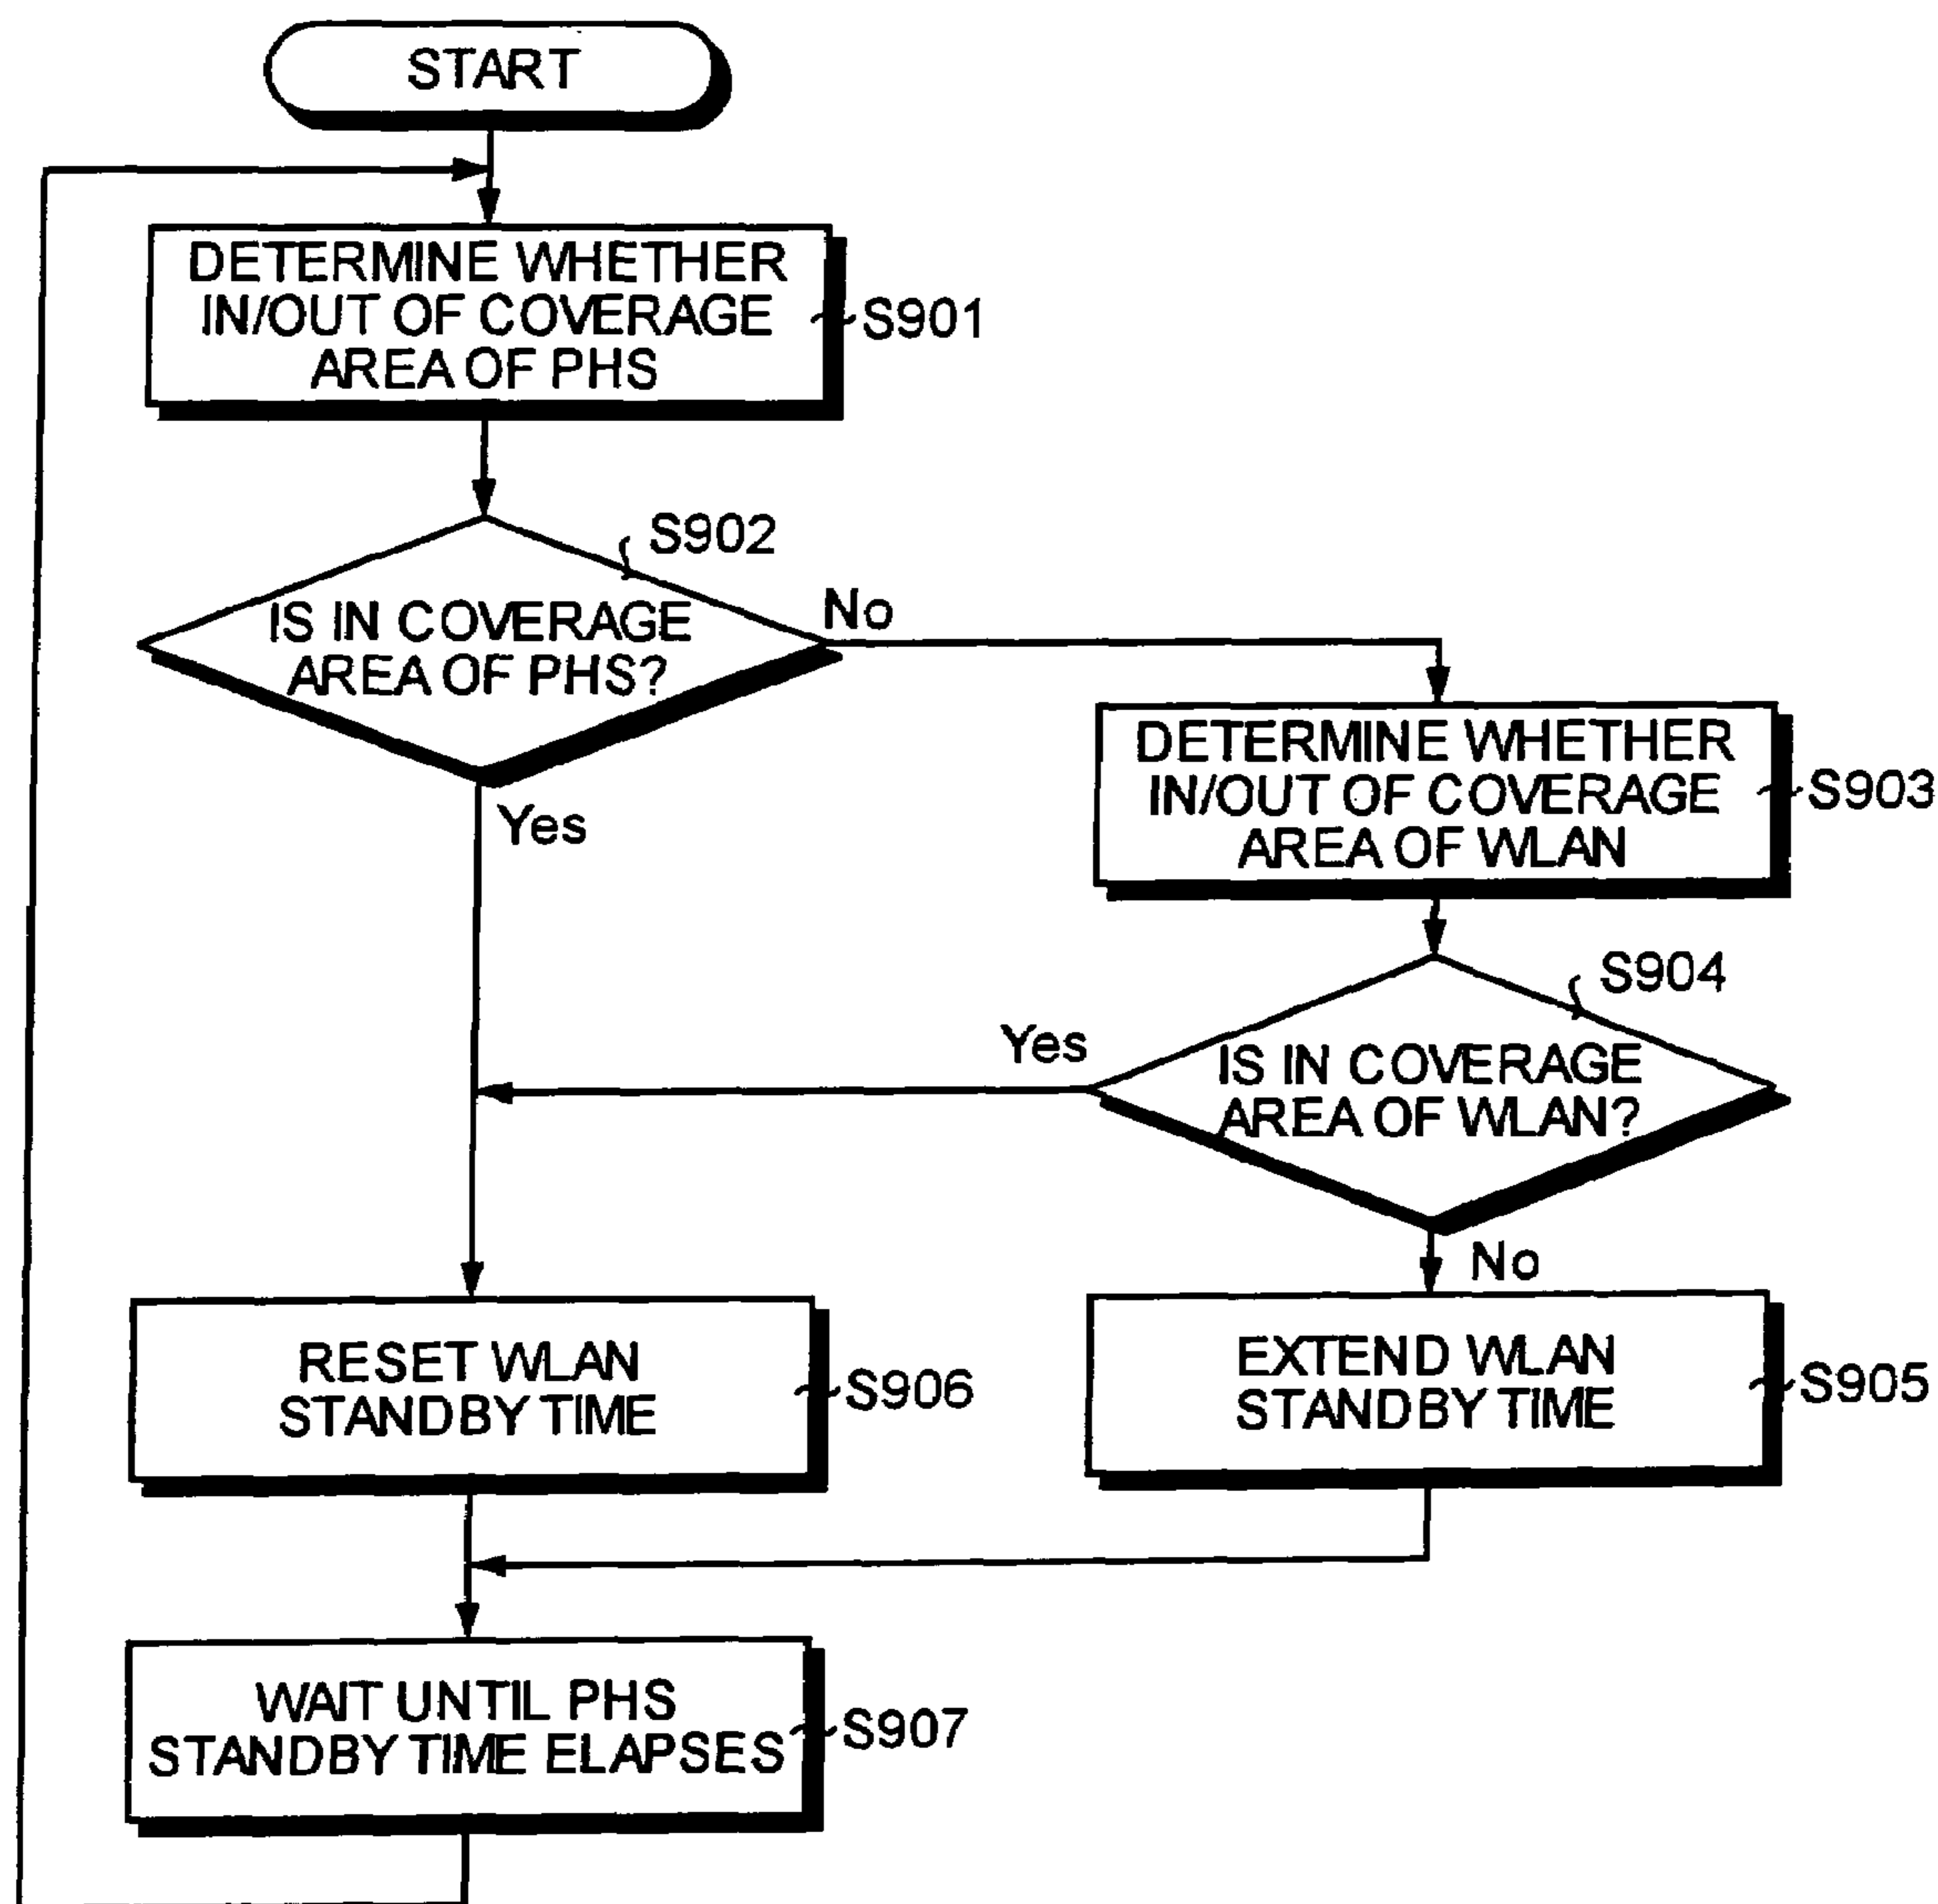 START
DETERMINE WHETHER
IN/OUT OF COVERAGE
AREA OF PHS
S901
S902
IS IN COVERAGE
AREA OF PHS?
No
Yes
DETERMINE WHETHER
IN/OUT OF COVERAGE
AREA OF WLAN
S903
S904
IS IN COVERAGE
AREA OF WLAN?
Yes
No
RESET WLAN
STANDBY TIME
S906
EXTEND WLAN
STANDBY TIME
S905
WAIT UNTIL PHS
STANDBY TIME ELAPSES
S907